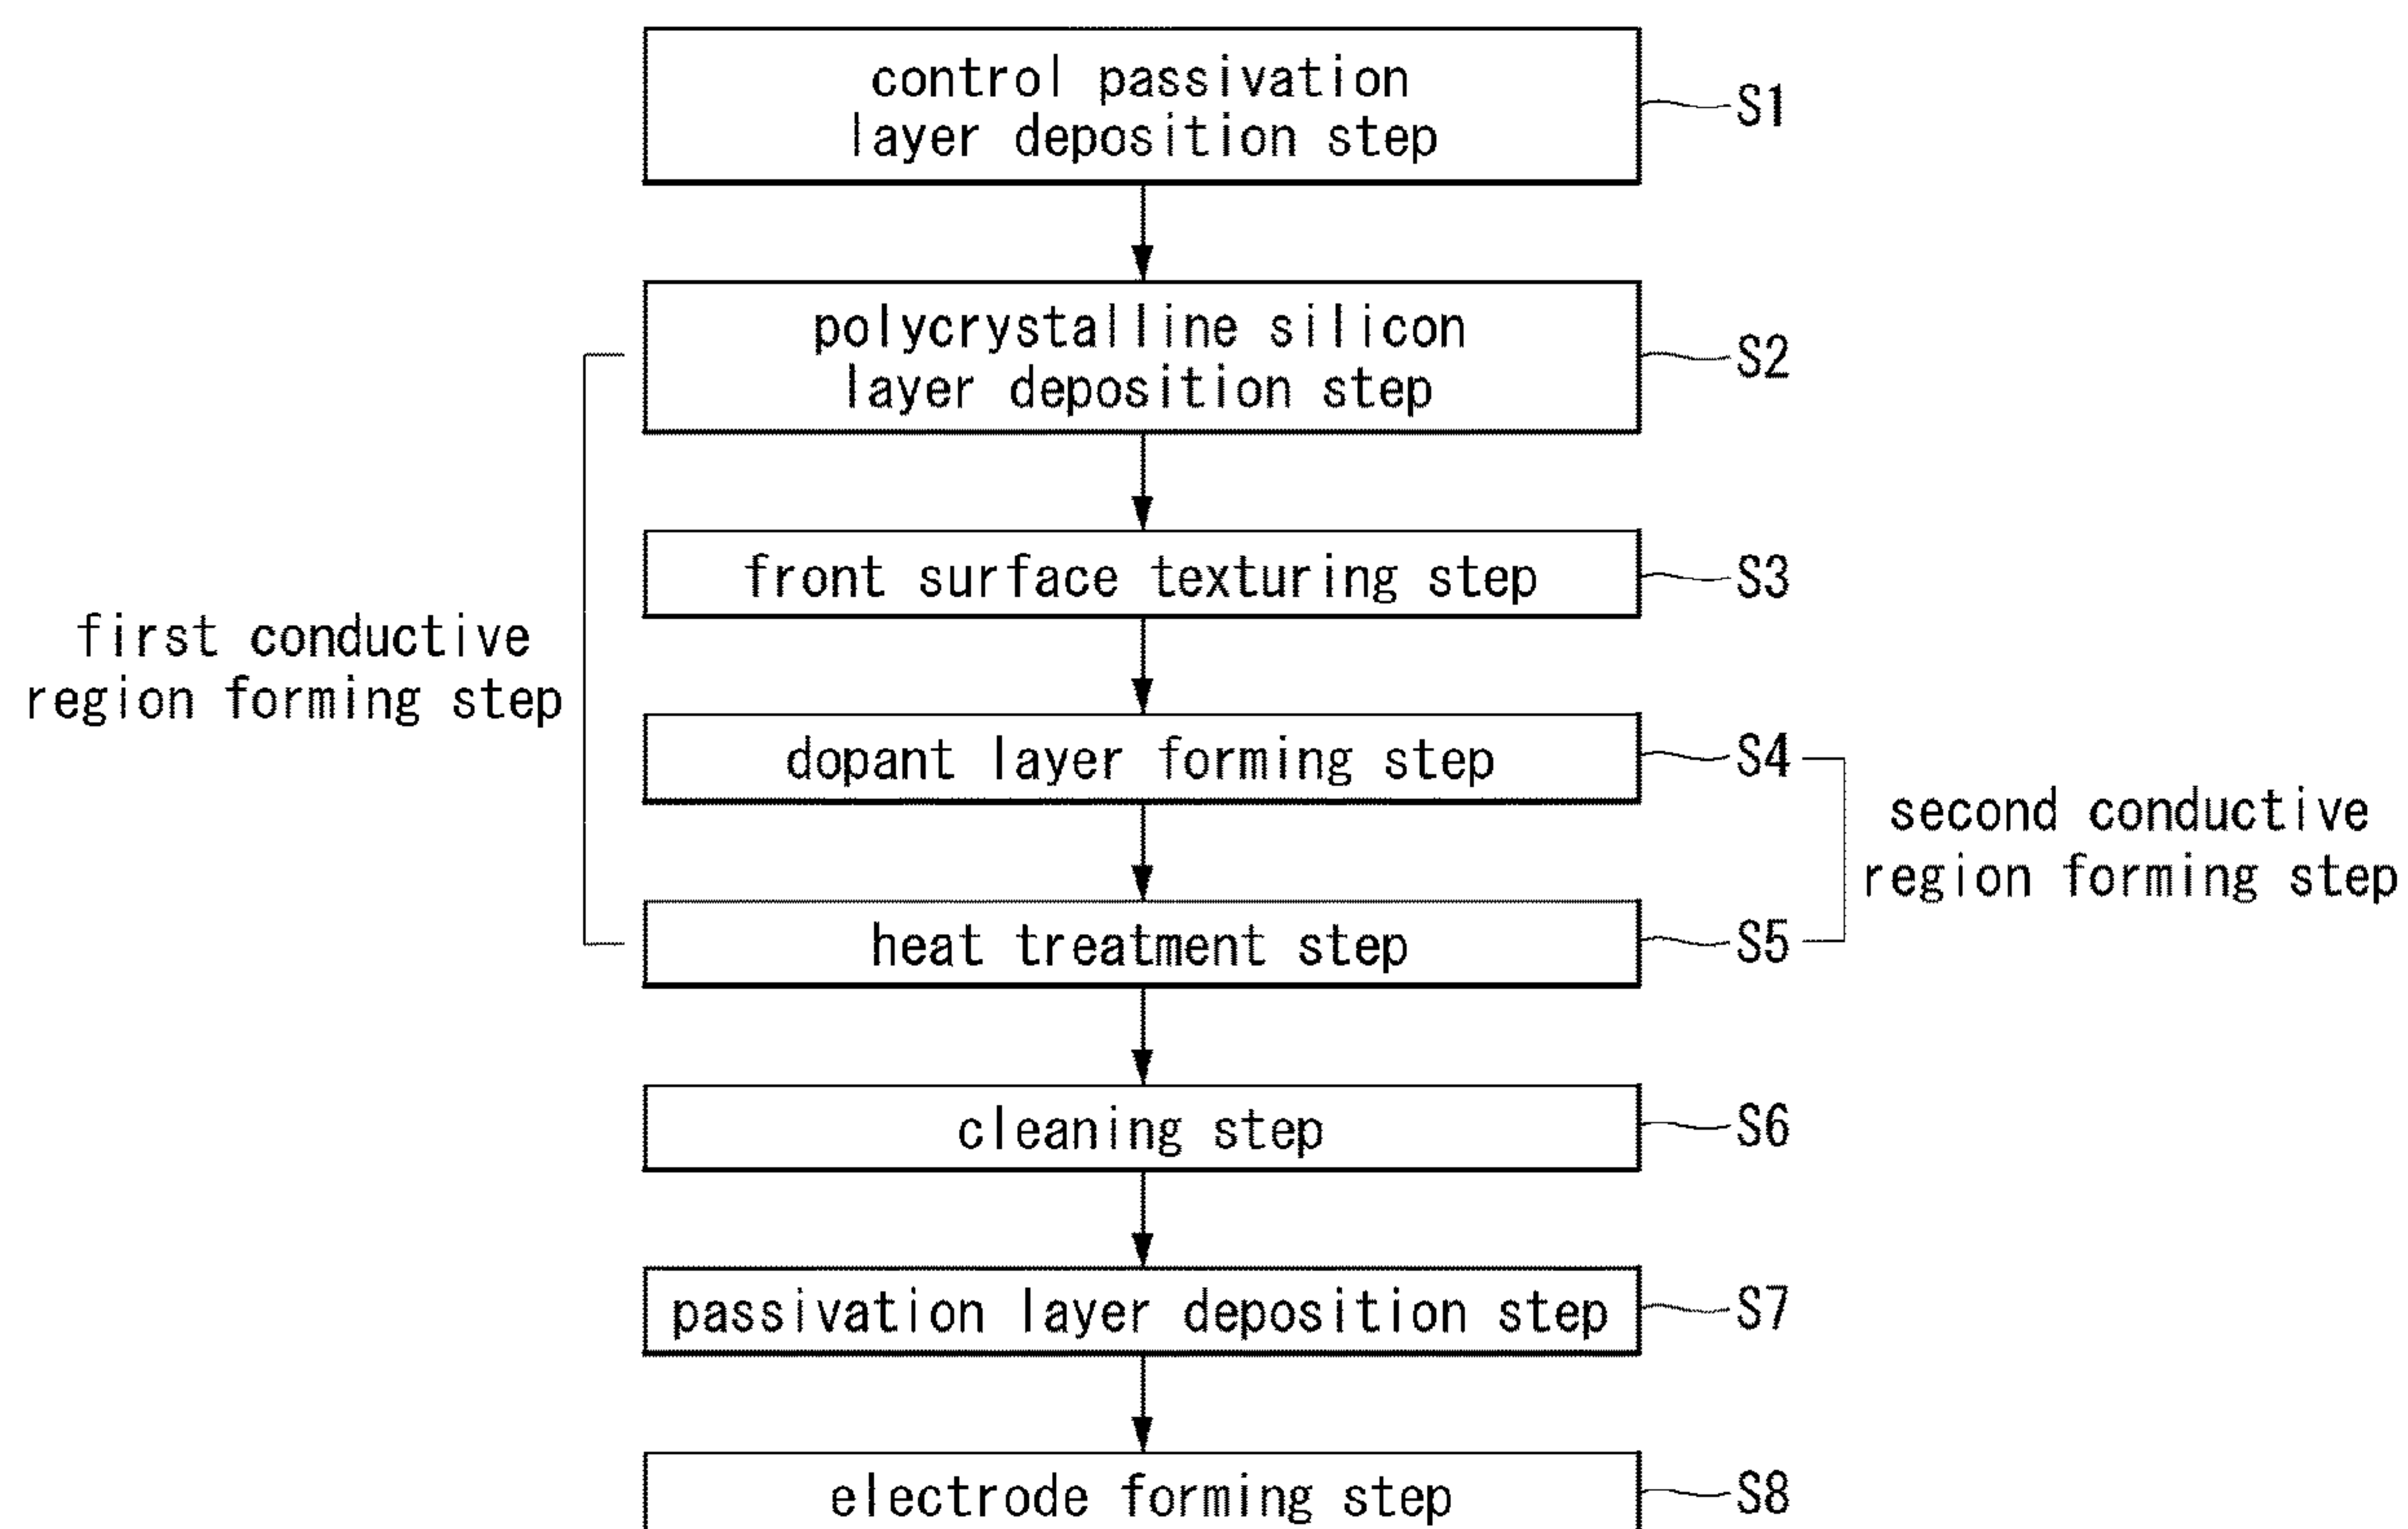 control passivation
layer deposition step
S1
polycrystalline silicon
layer deposition step
S2
front surface texturing step
S3
first conductive
region forming step
dopant layer forming step
S4
second conductive
region forming step
heat treatment step
S5
cleaning step
S6
passivation layer deposition step
S7
electrode forming step
S8